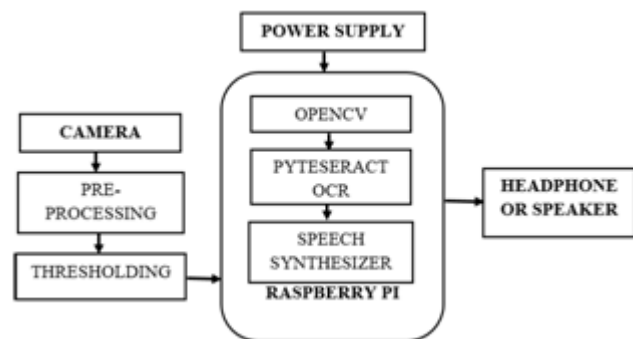 POWER SUPPLY
OPENCV
CAMERA
PYTESERACT
OCR
PRE-
PROCESSING
HEADPHONE
OR SPEAKER
SPEECH
SYNTHESIZER
THRESHOLDING
RASPBERRY PI